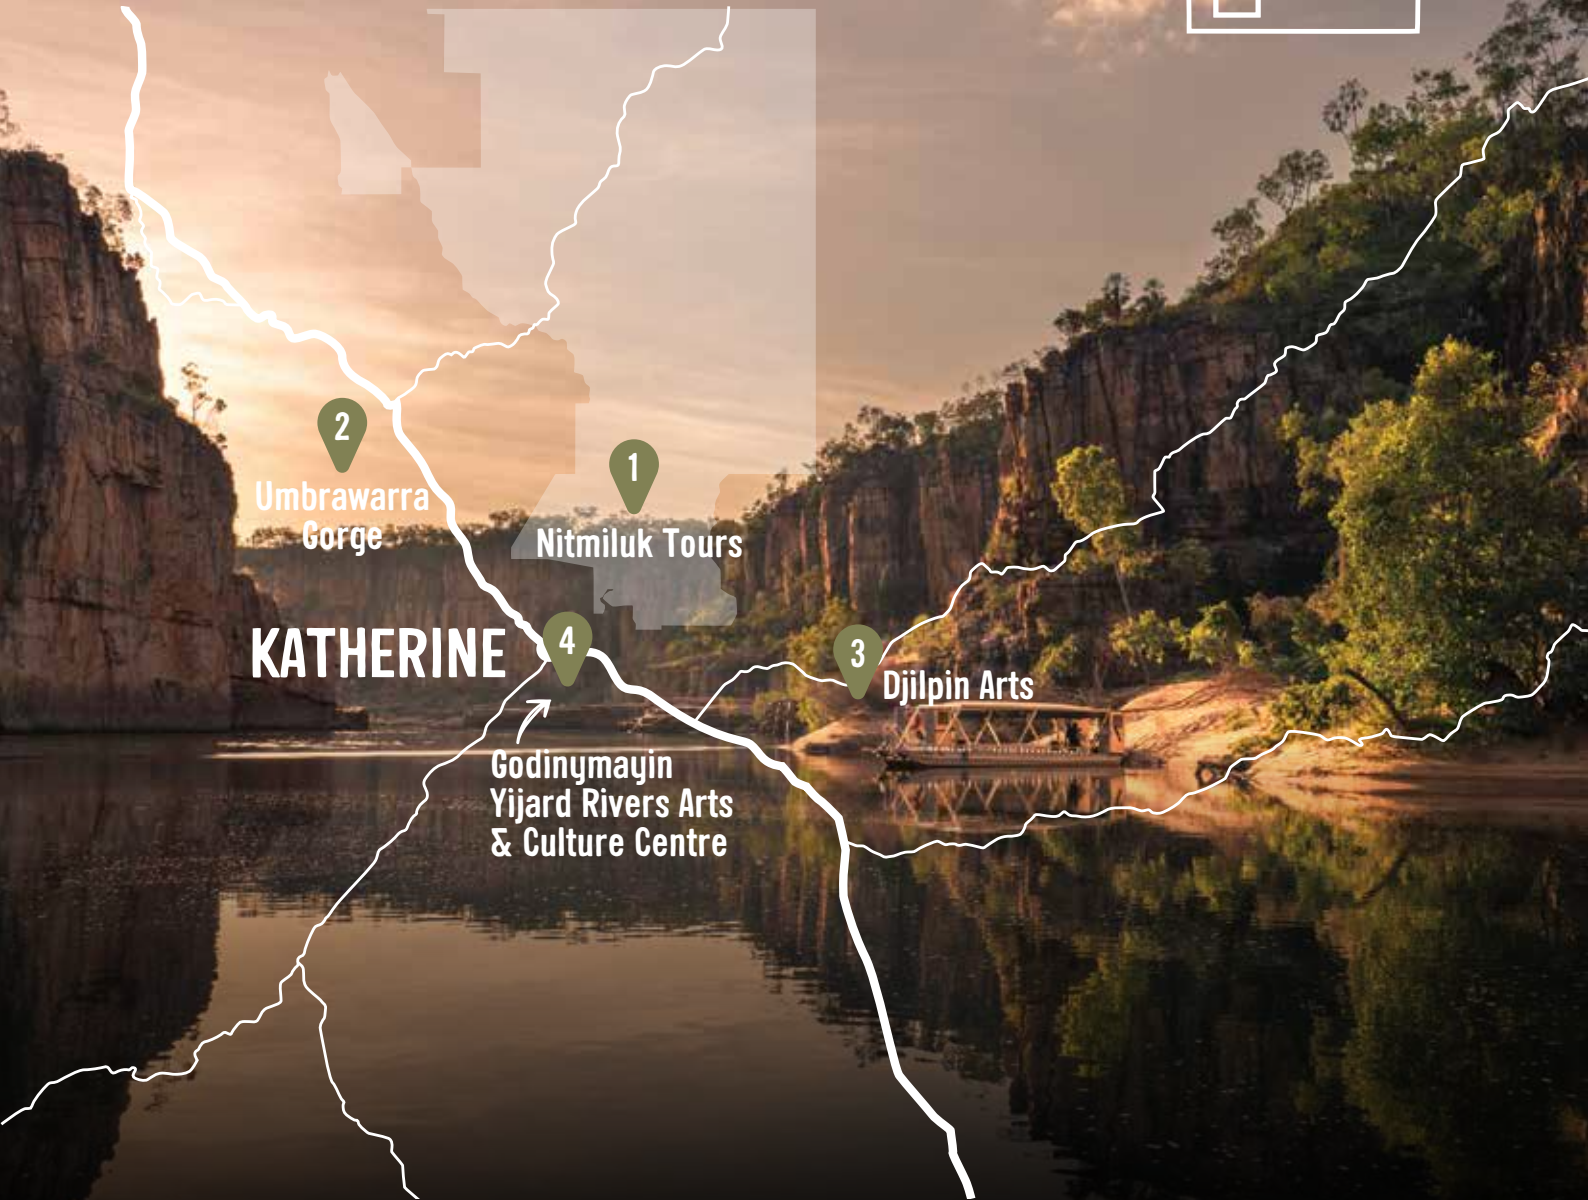 2
Umbrawarra
Gorge
1
Nitmiluk Tours
KATHERINE
4
3
Djilpin Arts
Godinymayin
Yijard Rivers Arts
& Culture Centre